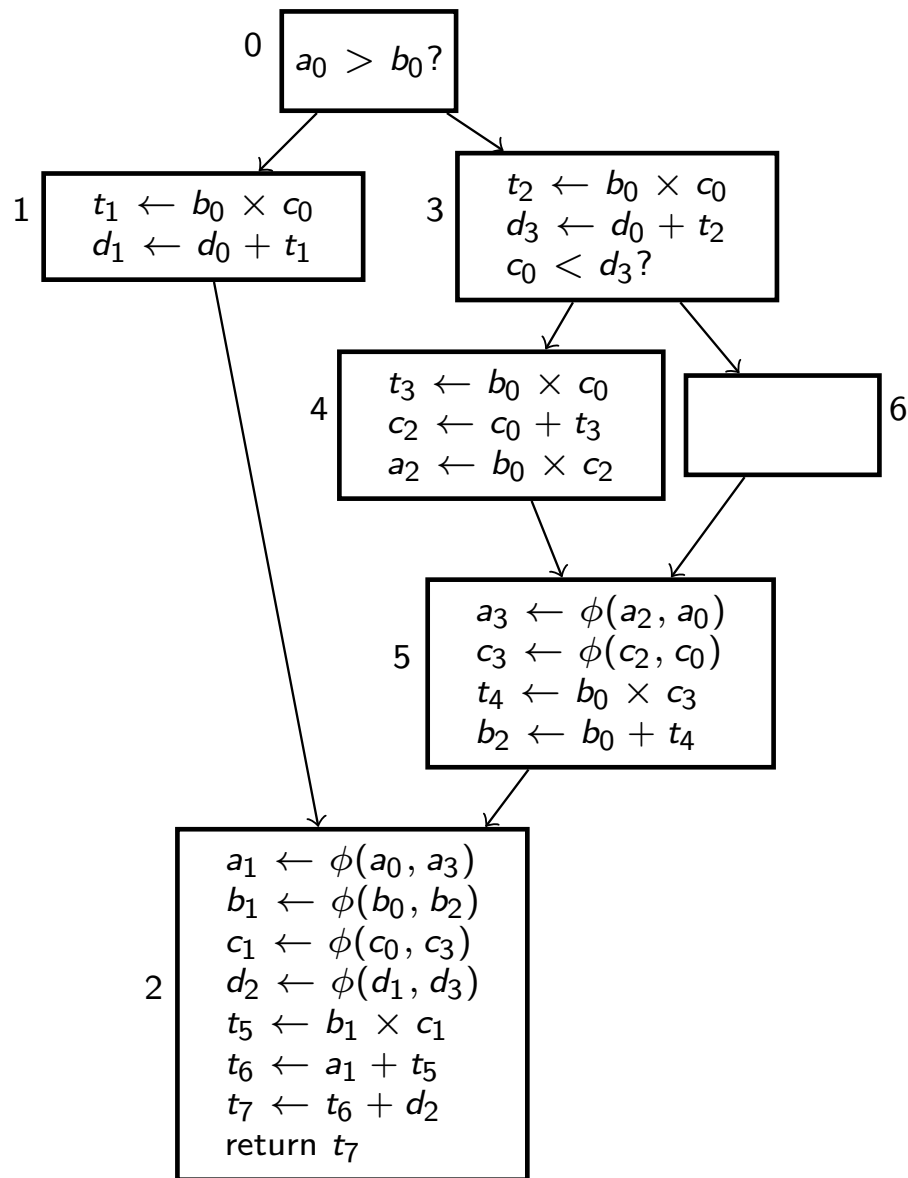 0
a₀ > b₀?
1
t₁ ← b₀ × c₀
d₁ ← d₀ + t₁
3
t₂ ← b₀ × c₀
d₃ ← d₀ + t₂
c₀ < d₃?
4
t₃ ← b₀ × c₀
c₂ ← c₀ + t₃
a₂ ← b₀ × c₂
6
5
a₃ ← ϕ(a₂, a₀)
c₃ ← ϕ(c₂, c₀)
t₄ ← b₀ × c₃
b₂ ← b₀ + t₄
2
a₁ ← ϕ(a₀, a₃)
b₁ ← ϕ(b₀, b₂)
c₁ ← ϕ(c₀, c₃)
d₂ ← ϕ(d₁, d₃)
t₅ ← b₁ × c₁
t₆ ← a₁ + t₅
t₇ ← t₆ + d₂
return t₇